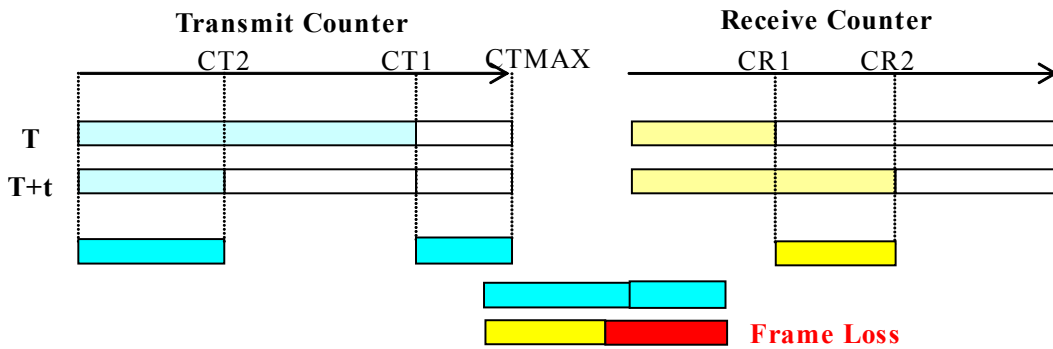 Transmit Counter
Receive Counter
CT2 CT1 CTMAX CR1 CR2
T
T+t
Frame Loss